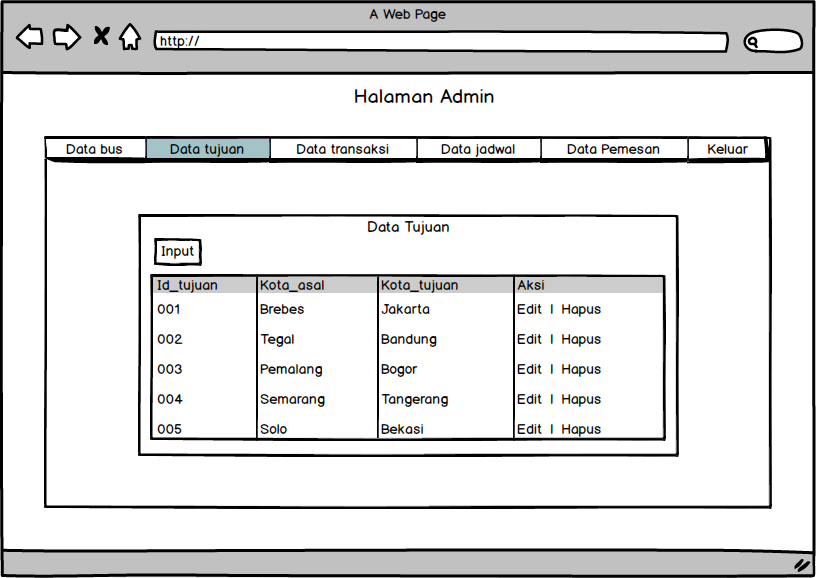 A Web Page
http://
Halaman Admin
Data bus Data tujuan Data transaksi Data jadwal Data Pemesan Keluar
Data Tujuan
Input
Id_tujuan Kota_asal Kota_tujuan Aksi
001 Brebes Jakarta Edit | Hapus
002 Tegal Bandung Edit | Hapus
003 Pemalang Bogor Edit | Hapus
004 Semarang Tangerang Edit | Hapus
005 Solo Bekasi Edit | Hapus